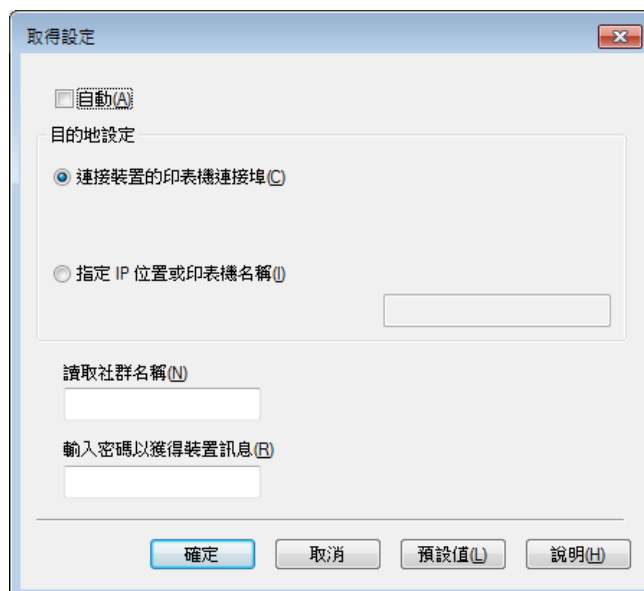 取得設定
自動(A)
目的地設定
連接裝置的印表機連接埠(C)
指定 IP 位置或印表機名稱(I)
讀取社群名稱(N)
輸入密碼以獲得裝置訊息(R)
確定 取消 預設值(L) 說明(H)